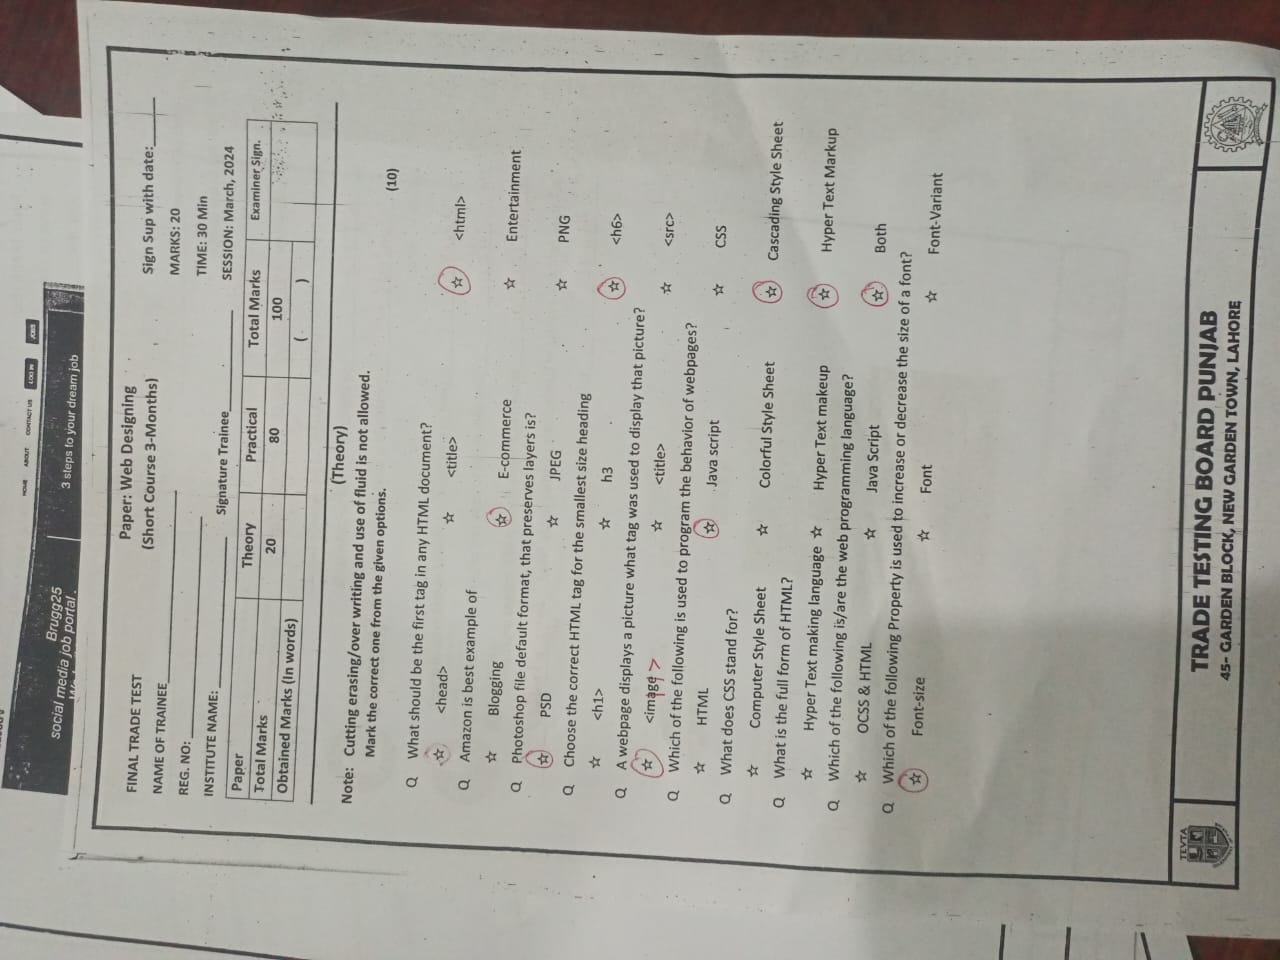 HOME ABOUT CONTACT US LOG IN JOBS
Brugg25
social media job portal.
3 steps to your dream job
FINAL TRADE TEST
Paper: Web Designing
(Short Course 3-Months)
Sign Sup with date:______
NAME OF TRAINEE______
MARKS: 20
REG. NO: ______
TIME: 30 Min
INSTITUTE NAME: ______
Signature Trainee______
SESSION: March, 2024
Paper Theory Practical Total Marks Examiner Sign.
Total Marks 20 80 100
Obtained Marks (In words) ( )
(Theory)
Note: Cutting erasing/over writing and use of fluid is not allowed.
Mark the correct one from the given options.
(10)
Q What should be the first tag in any HTML document?
☆ <head> ☆ <title> ☆ <html>
Q Amazon is best example of
☆ Blogging ☆ E-commerce ☆ Entertainment
Q Photoshop file default format, that preserves layers is?
☆ PSD ☆ JPEG ☆ PNG
Q Choose the correct HTML tag for the smallest size heading
☆ <h1> ☆ h3 ☆ <h6>
Q A webpage displays a picture what tag was used to display that picture?
☆ <image> ☆ <title> ☆ <src>
Q Which of the following is used to program the behavior of webpages?
☆ HTML ☆ Java script ☆ CSS
Q What does CSS stand for?
☆ Computer Style Sheet ☆ Colorful Style Sheet ☆ Cascading Style Sheet
Q What is the full form of HTML?
☆ Hyper Text making language ☆ Hyper Text makeup ☆ Hyper Text Markup
Q Which of the following is/are the web programming language?
☆ OCSS & HTML ☆ Java Script ☆ Both
Q Which of the following Property is used to increase or decrease the size of a font?
☆ Font-size ☆ Font ☆ Font-Variant
TEVTA
TRADE TESTING BOARD PUNJAB
45- GARDEN BLOCK, NEW GARDEN TOWN, LAHORE